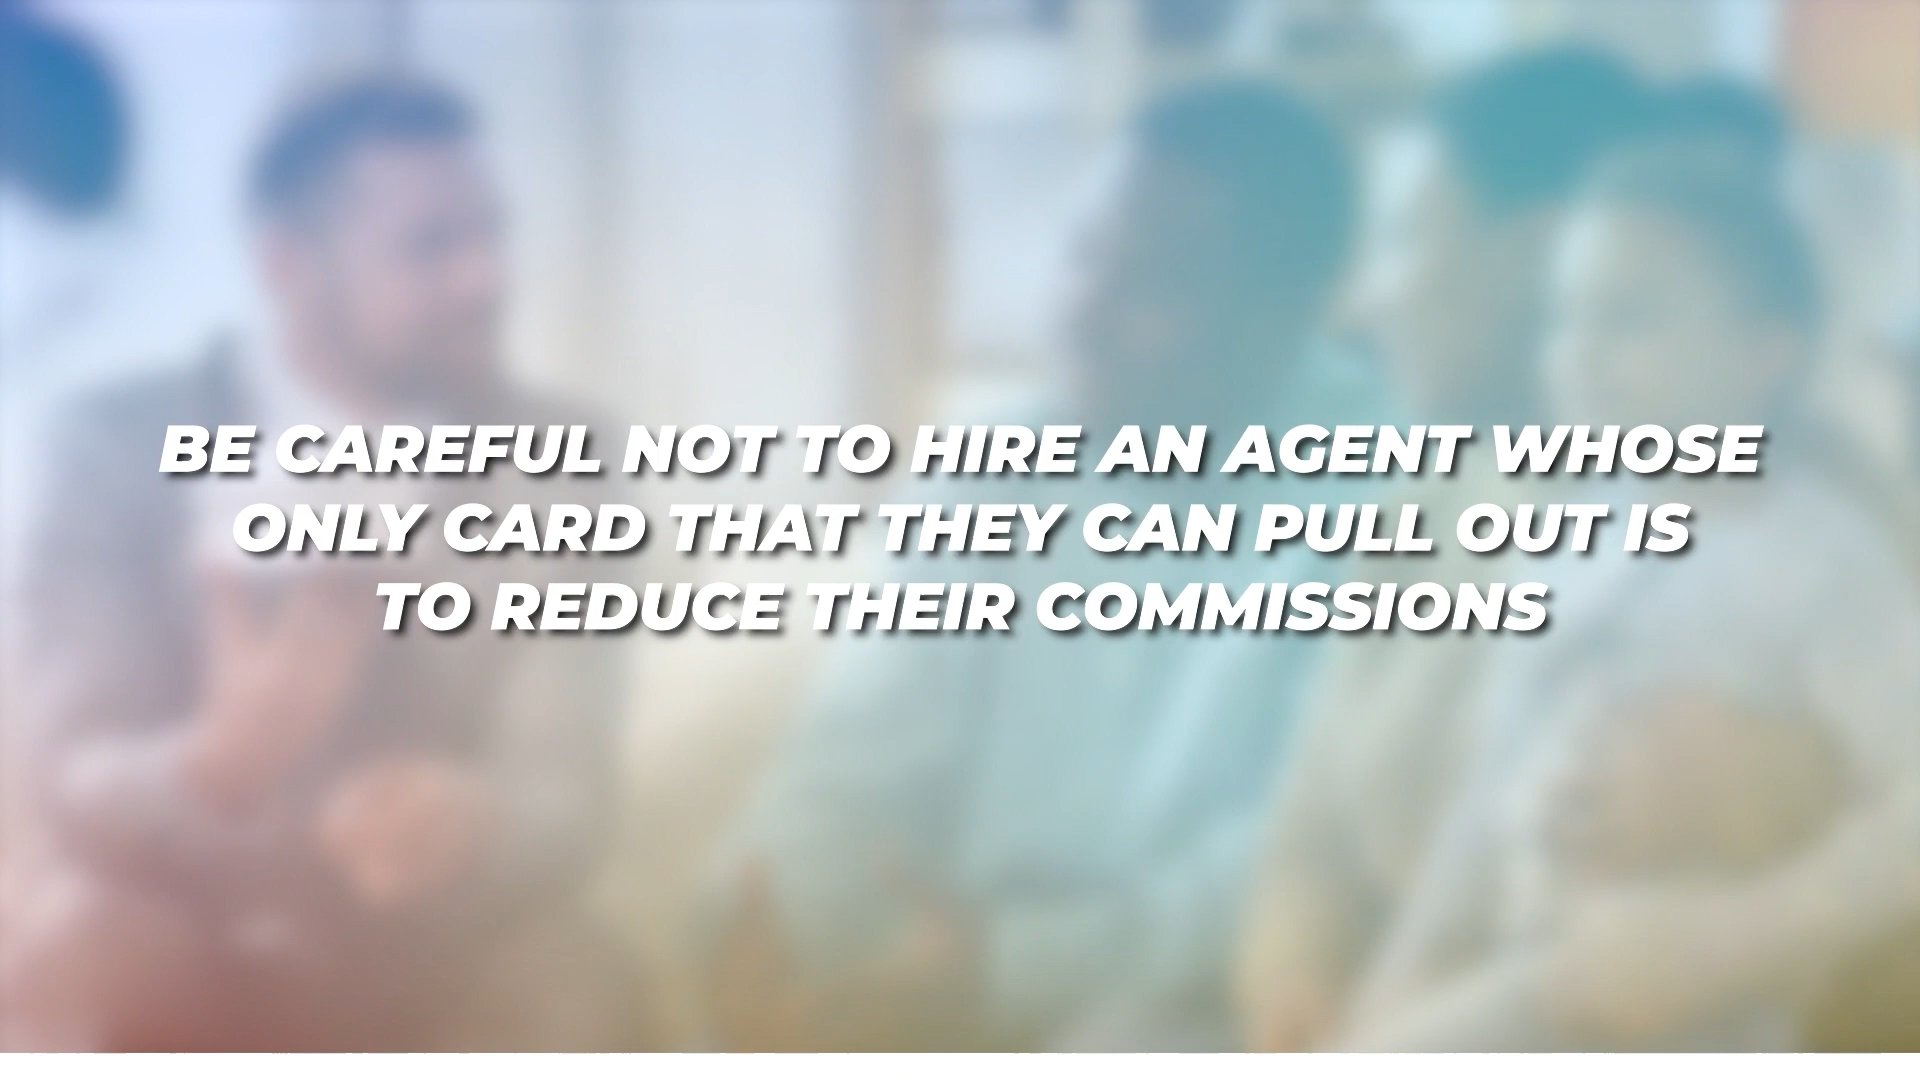 BE CAREFUL NOT TO HIRE AN AGENT WHOSE
ONLY CARD THAT THEY CAN PULL OUT IS
TO REDUCE THEIR COMMISSIONS